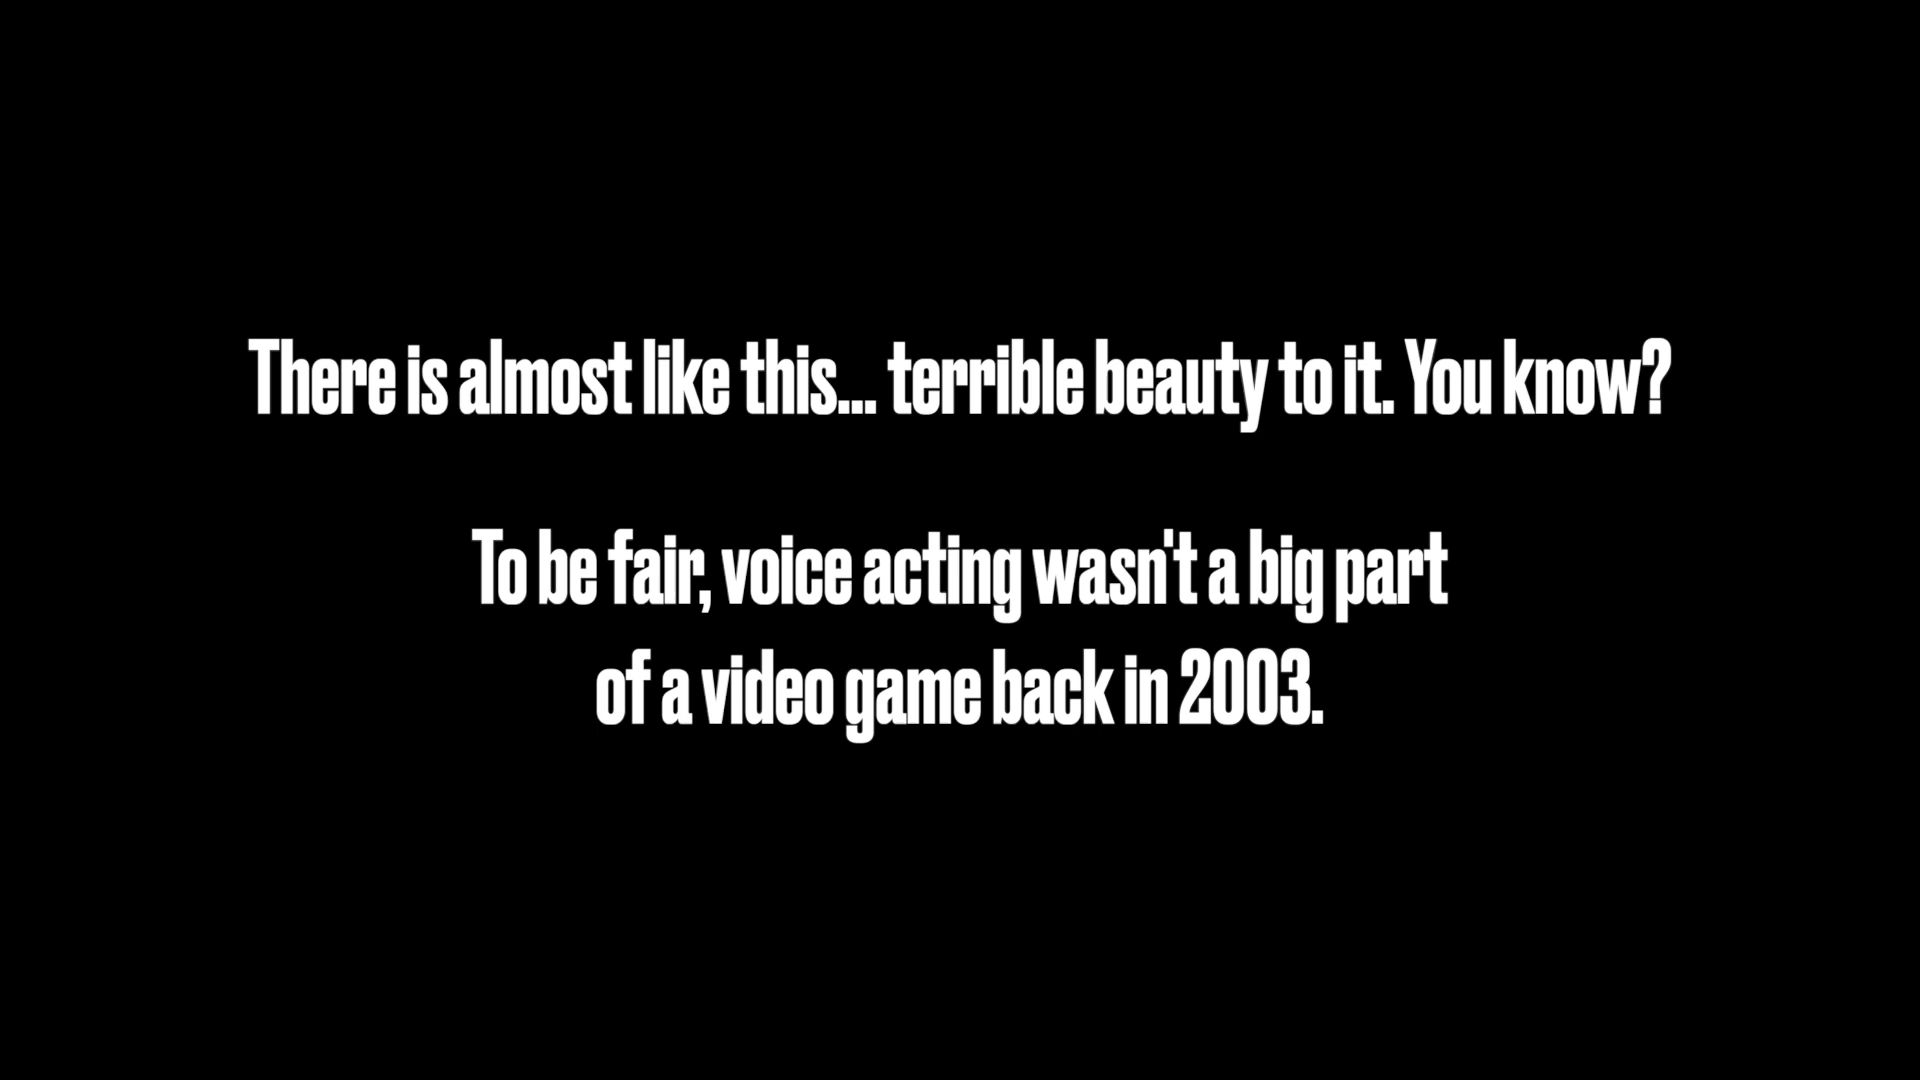 There is almost like this... terrible beauty to it. You know?
To be fair, voice acting wasn't a big part
of a video game back in 2003.